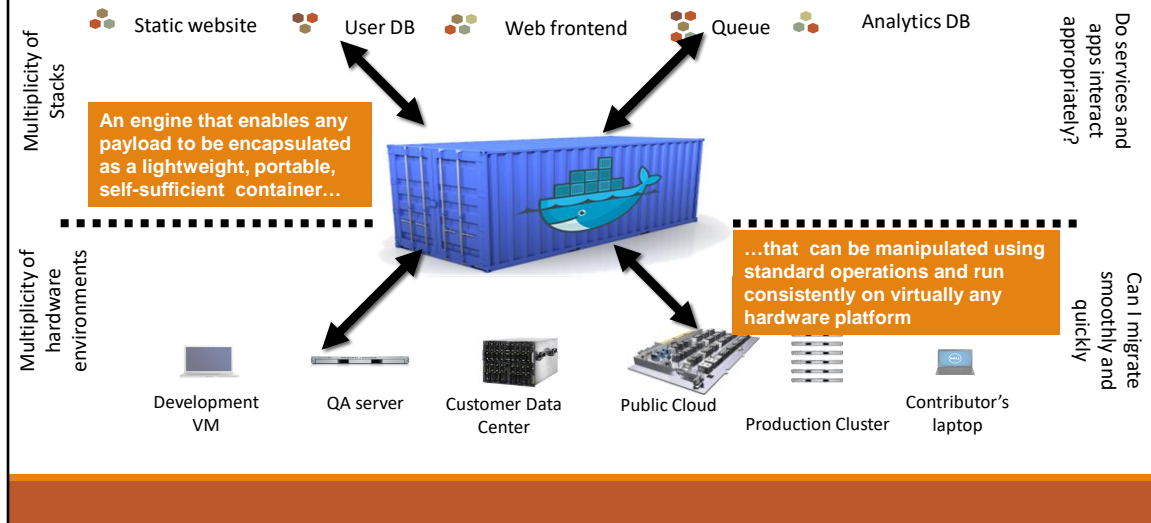 Static website
User DB
Web frontend
Queue
Analytics DB
Multiplicity of
Stacks
Do services and
apps interact
appropriately?
An engine that enables any
payload to be encapsulated
as a lightweight, portable,
self-sufficient container…
…that can be manipulated using
standard operations and run
consistently on virtually any
hardware platform
Multiplicity of
hardware
environments
Can I migrate
smoothly and
quickly
DELL
Development
VM
QA server
Customer Data
Center
Public Cloud
Production Cluster
Contributor’s
laptop